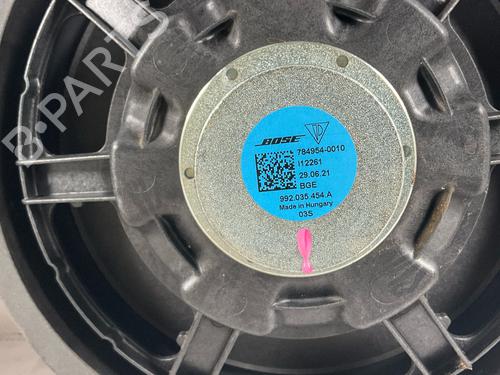 BOSE
784954-0010
I12261
29.06.21
BGE
992.035.454.A
Made in Hungary
03S
B-PARTS